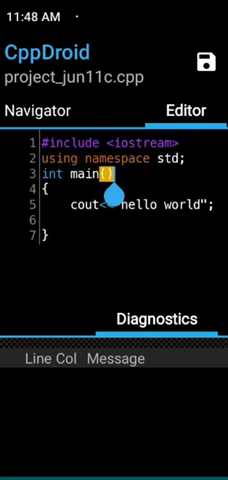 11:48 AM
CppDroid
project_jun11c.cpp
Navigator Editor
1 #include <iostream>
2 using namespace std;
3 int main()
4 {
5 cout< hello world";
6
7 }
Diagnostics
Line Col Message